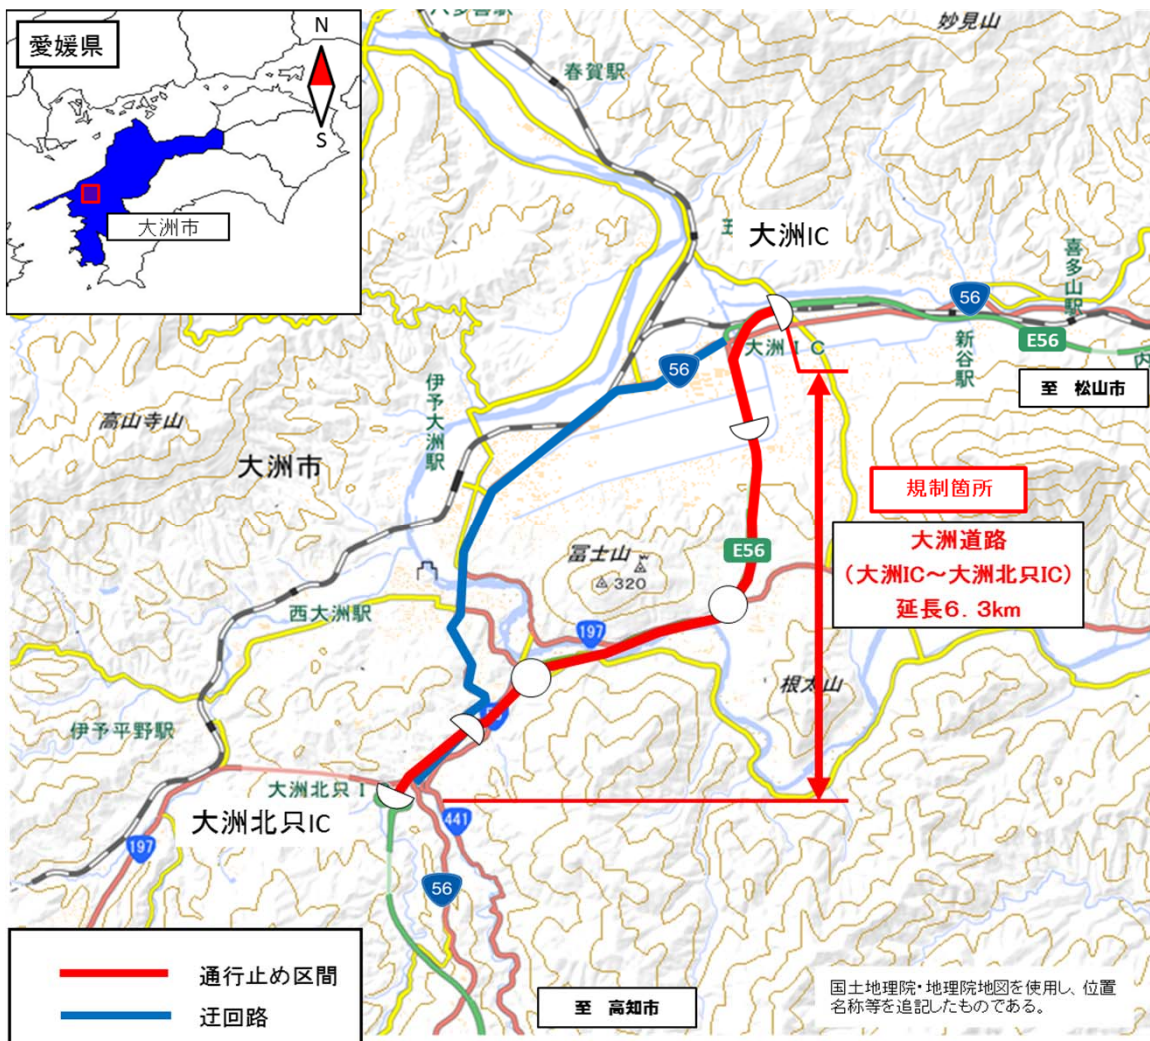 愛媛県
N
S
大洲市
八多喜駅
春賀駅
妙見山
大洲IC
喜多山駅
56
E56
新谷駅
大洲IC
56
至 松山市
伊予大洲駅
高山寺山
大洲市
規制箇所
大洲道路
(大洲IC~大洲北只IC)
延長6.3km
E56
冨士山
320
西大洲駅
197
根太山
伊予平野駅
大洲北只I
大洲北只IC
441
197
56
通行止め区間
迂回路
至 高知市
国土地理院・地理院地図を使用し、位置
名称等を追記したものである。